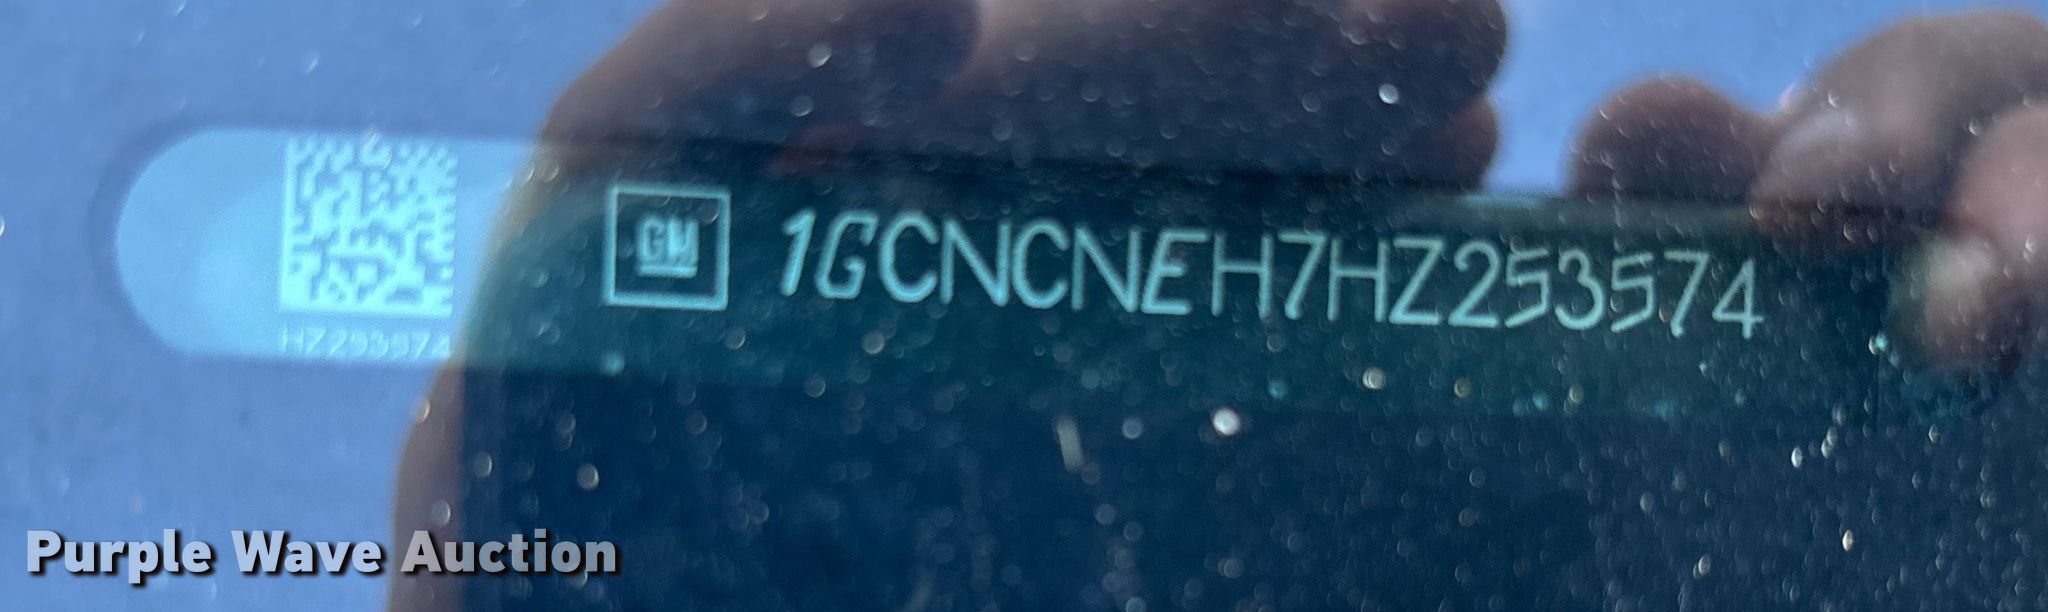 GM 1GCNCNEH7HZ253574
HZ253574
Purple Wave Auction